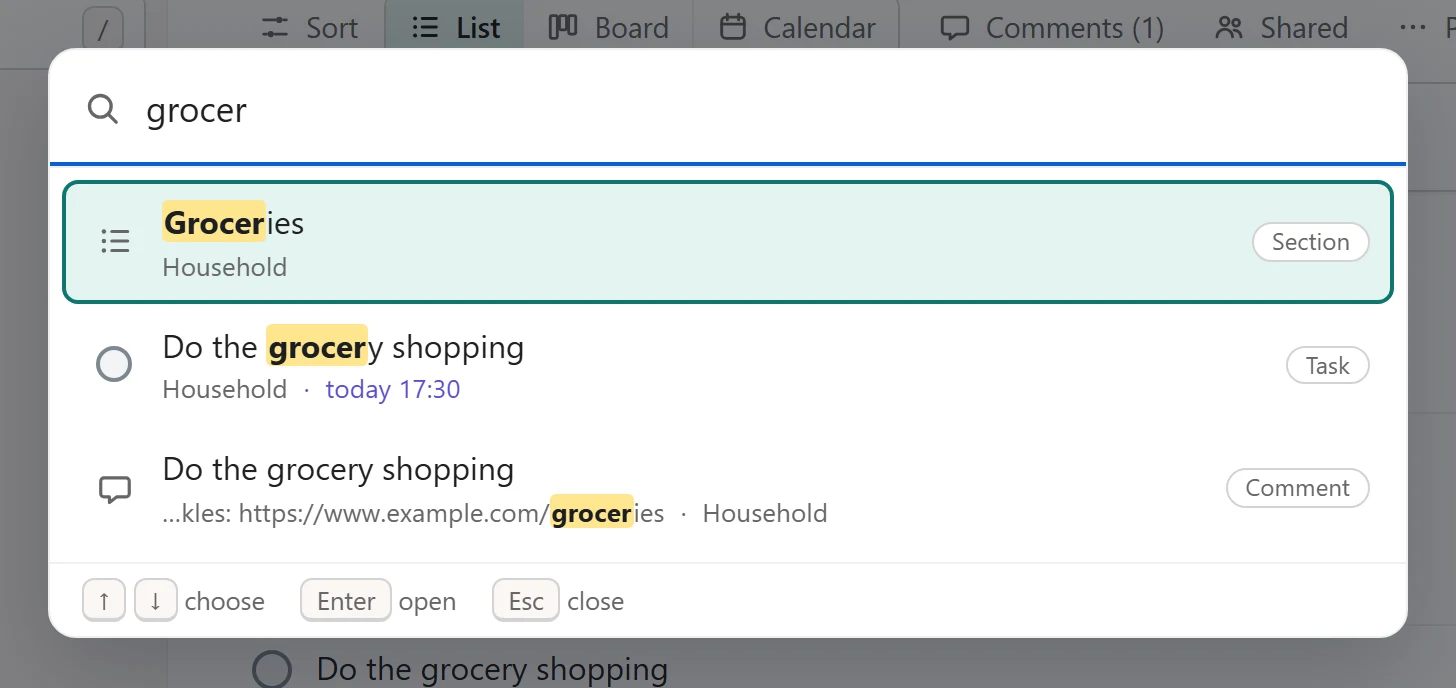 / Sort List Board Calendar Comments (1) Shared ...
grocer
Groceries
Household
Section
Do the grocery shopping
Household · today 17:30
Task
Do the grocery shopping
...kles: https://www.example.com/groceries · Household
Comment
↑ ↓ choose Enter open Esc close
Do the grocery shopping